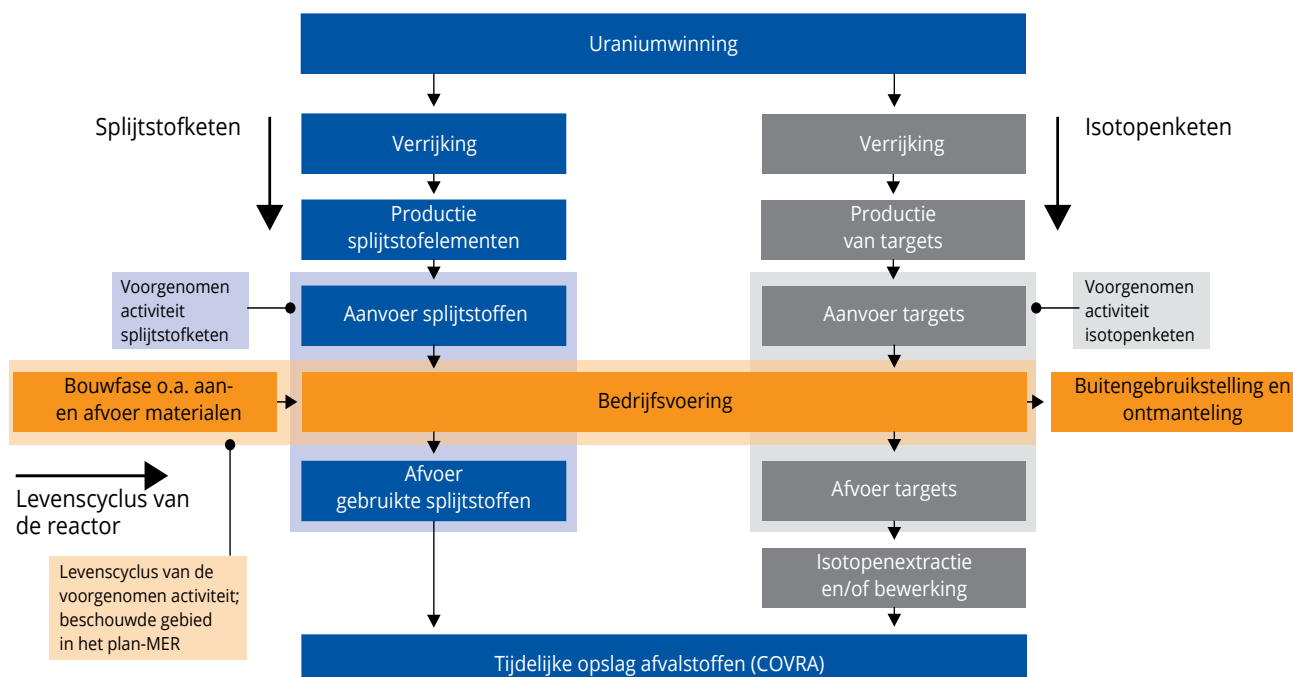 Uraniumwinning
Splijtstofketen
Isotopenketen
Verrijking
Verrijking
Productie
splijtstofelementen
Productie
van targets
Voorgenomen
activiteit
splijtstofketen
Aanvoer splijtstoffen
Aanvoer targets
Voorgenomen
activiteit
isotopenketen
Bouwfase o.a. aan-
en afvoer materialen
Bedrijfsvoering
Buitengebruikstelling en
ontmanteling
Levenscyclus van
de reactor
Afvoer
gebruikte splijtstoffen
Afvoer targets
Levenscyclus van de
voorgenomen activiteit;
beschouwde gebied
in het plan-MER
Isotopenextractie
en/of bewerking
Tijdelijke opslag afvalstoffen (COVRA)